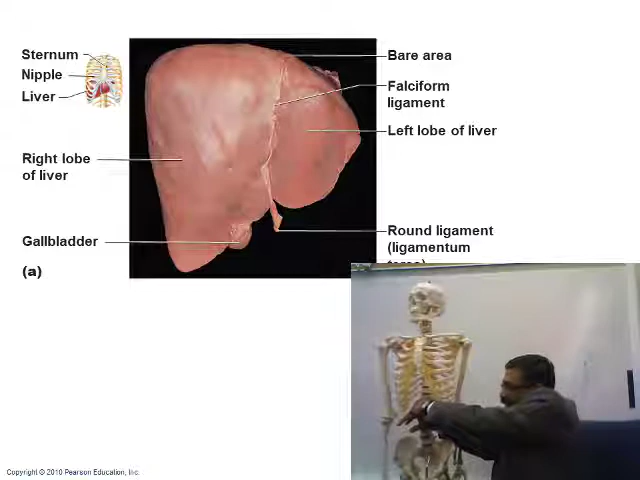 Sternum
Nipple
Liver
Right lobe
of liver
Gallbladder
(a)
Bare area
Falciform
ligament
Left lobe of liver
Round ligament
(ligamentum
Copyright © 2010 Pearson Education, Inc.